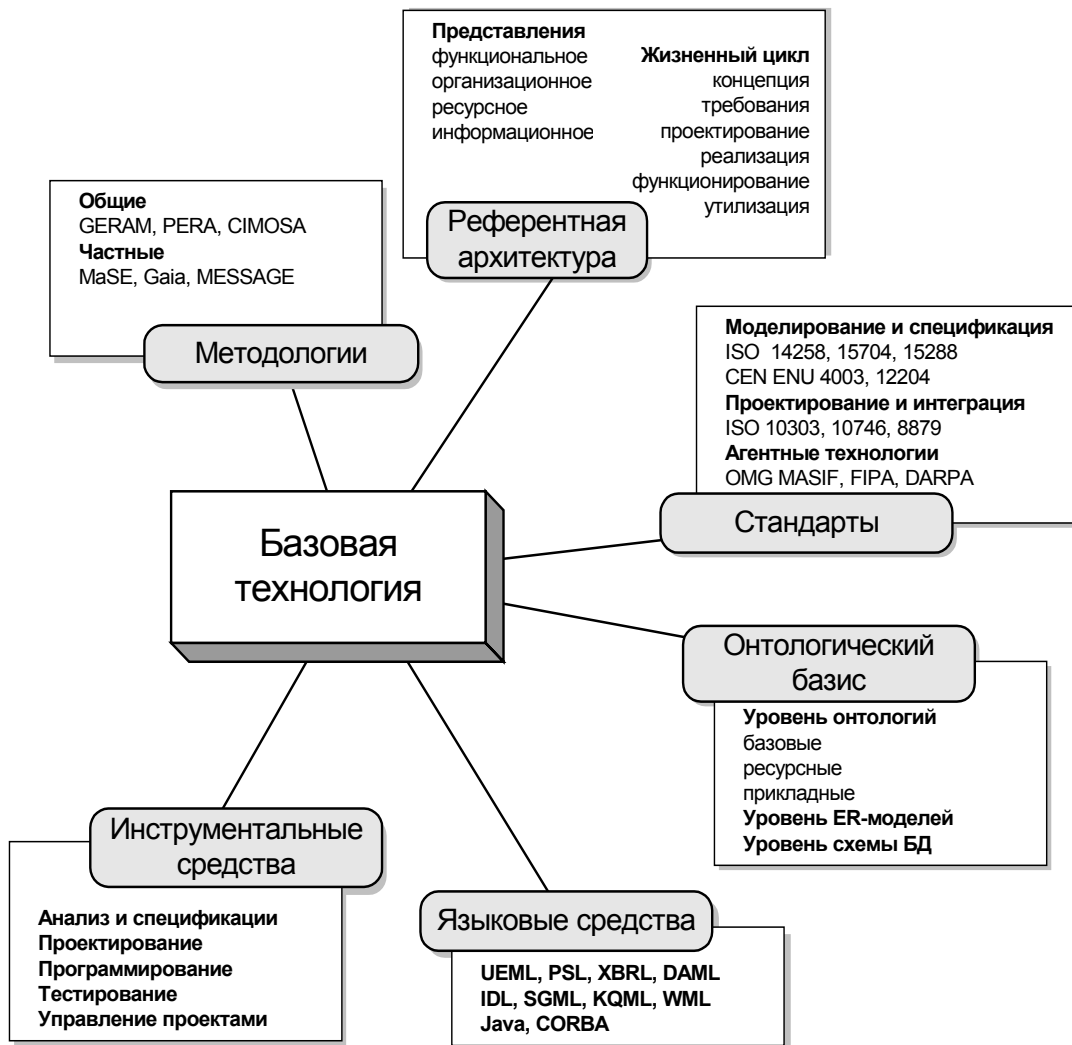 Представления
функциональное
организационное
ресурсное
информационное
Жизненный цикл
концепция
требования
проектирование
реализация
функционирование
утилизация
Референтная
архитектура
Общие
GERAM, PERA, CIMOSA
Частные
MaSE, Gaia, MESSAGE
Методологии
Моделирование и спецификация
ISO 14258, 15704, 15288
CEN ENU 4003, 12204
Проектирование и интеграция
ISO 10303, 10746, 8879
Агентные технологии
OMG MASIF, FIPA, DARPA
Стандарты
Базовая
технология
Онтологический
базис
Уровень онтологий
базовые
ресурсные
прикладные
Уровень ER-моделей
Уровень схемы БД
Инструментальные
средства
Анализ и спецификации
Проектирование
Программирование
Тестирование
Управление проектами
Языковые средства
UEML, PSL, XBRL, DAML
IDL, SGML, KQML, WML
Java, CORBA